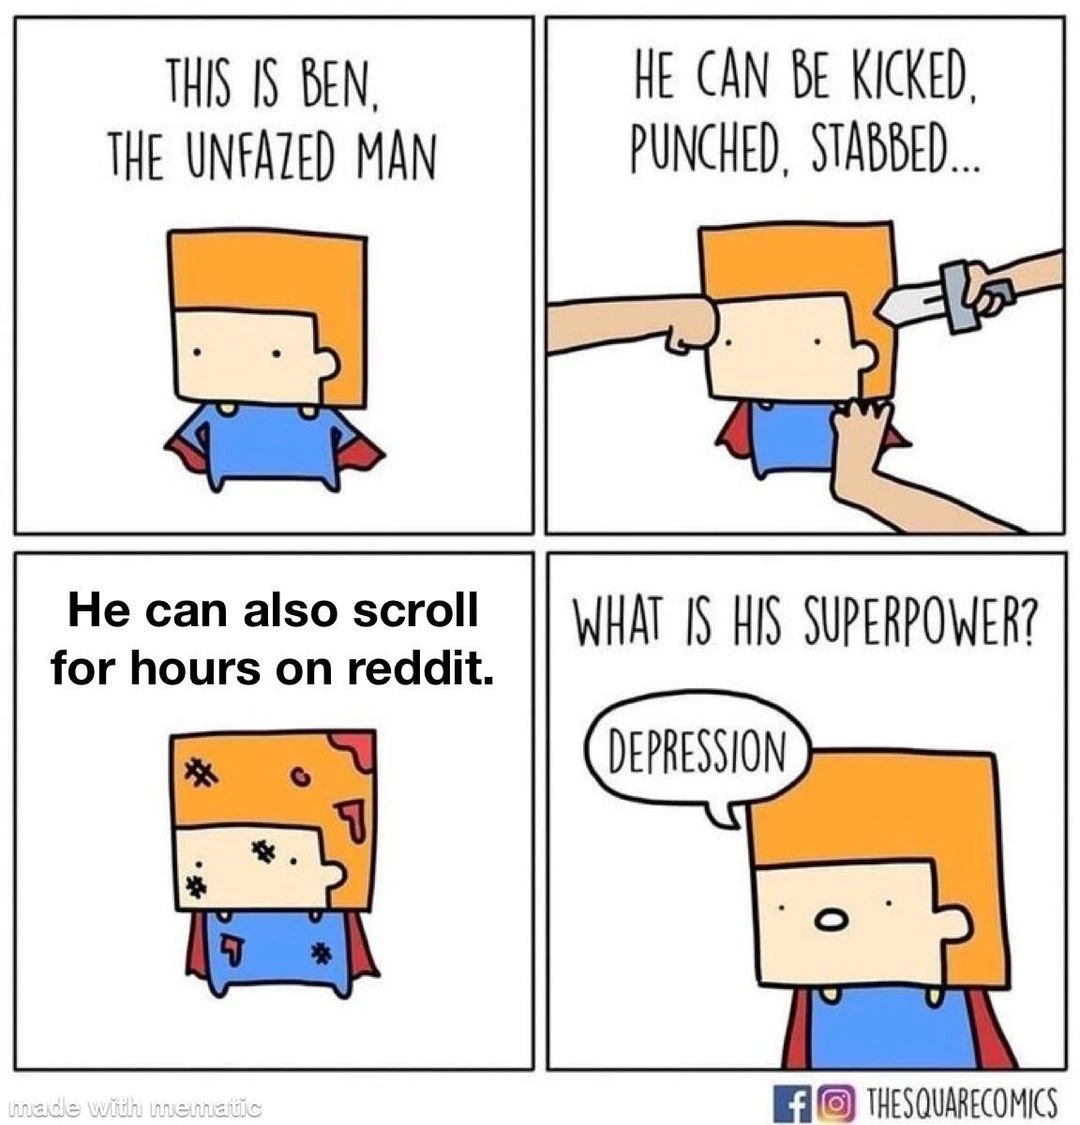 THIS IS BEN,
THE UNFAZED MAN
HE CAN BE KICKED,
PUNCHED, STABBED...
He can also scroll
for hours on reddit.
WHAT IS HIS SUPERPOWER?
DEPRESSION
made with mematic
THESQUARECOMICS